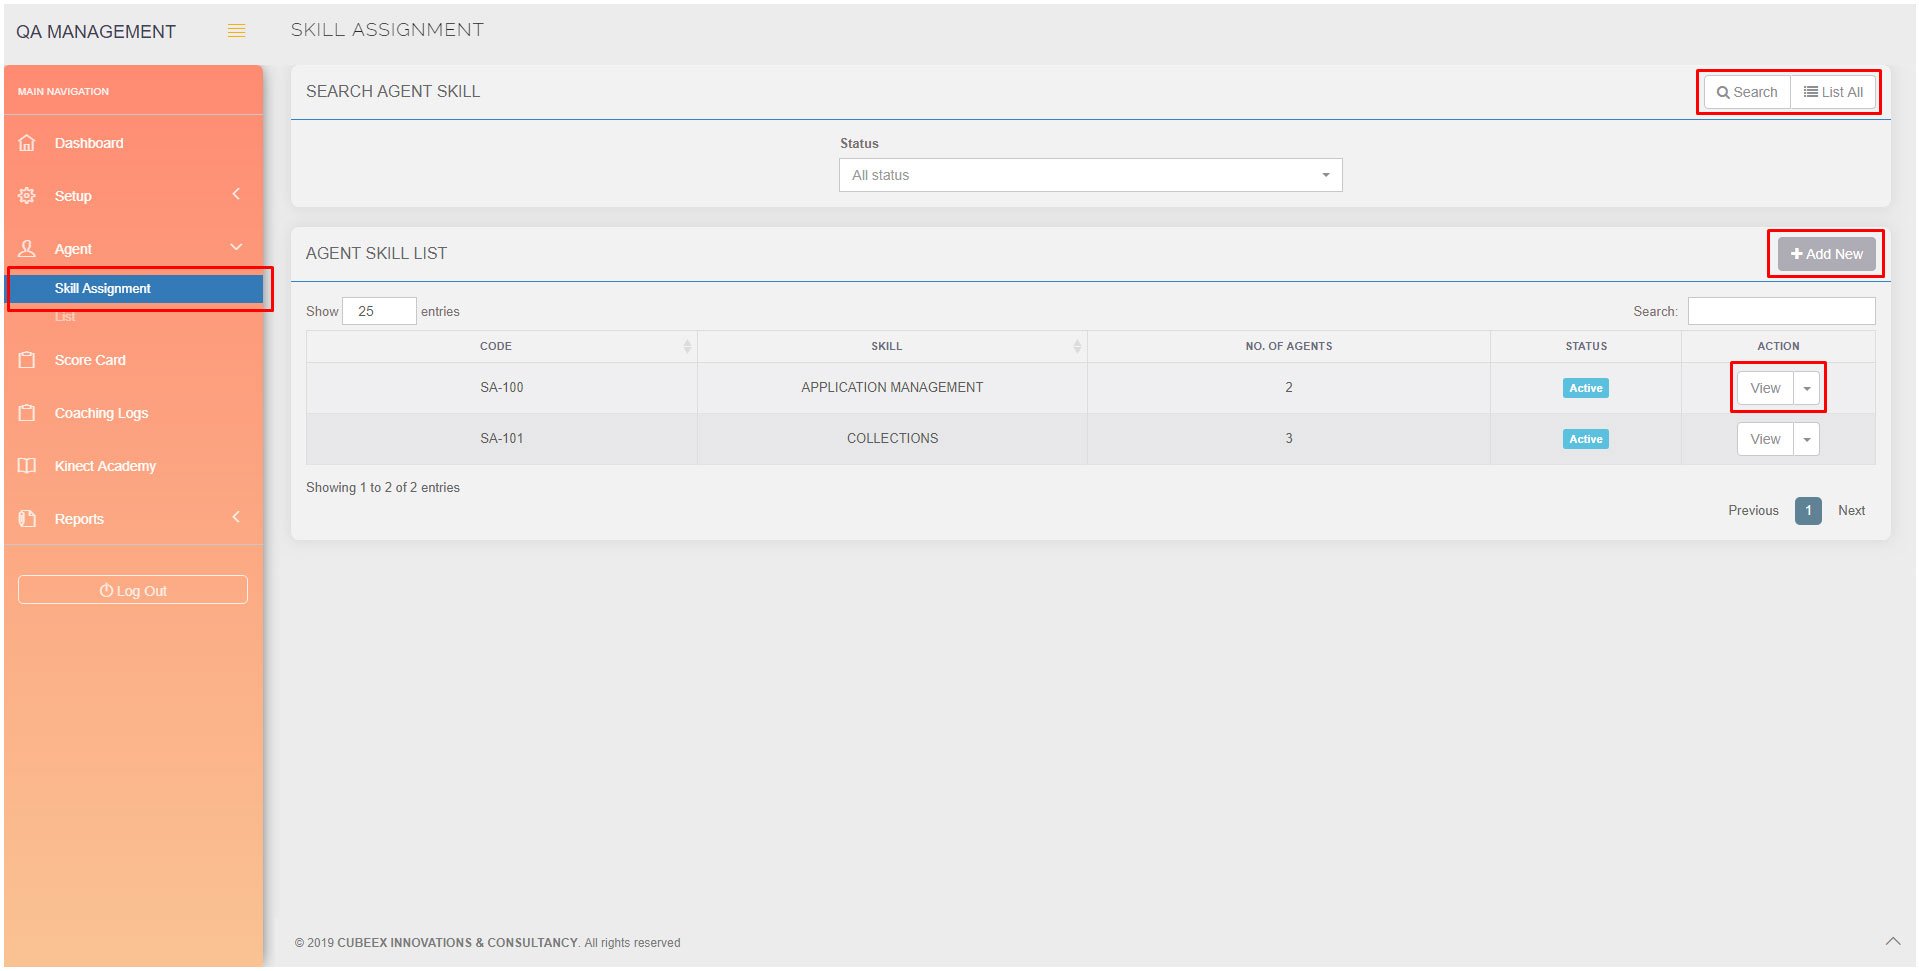 QA MANAGEMENT
SKILL ASSIGNMENT
MAIN NAVIGATION
Dashboard
Setup
Agent
Skill Assignment
List
Score Card
Coaching Logs
Kinect Academy
Reports
Log Out
SEARCH AGENT SKILL
Search List All
Status
All status
AGENT SKILL LIST
Add New
Show 25 entries
Search:
CODE SKILL NO. OF AGENTS STATUS ACTION
SA-100 APPLICATION MANAGEMENT 2 Active View
SA-101 COLLECTIONS 3 Active View
Showing 1 to 2 of 2 entries
Previous 1 Next
© 2019 CUBEEX INNOVATIONS & CONSULTANCY. All rights reserved